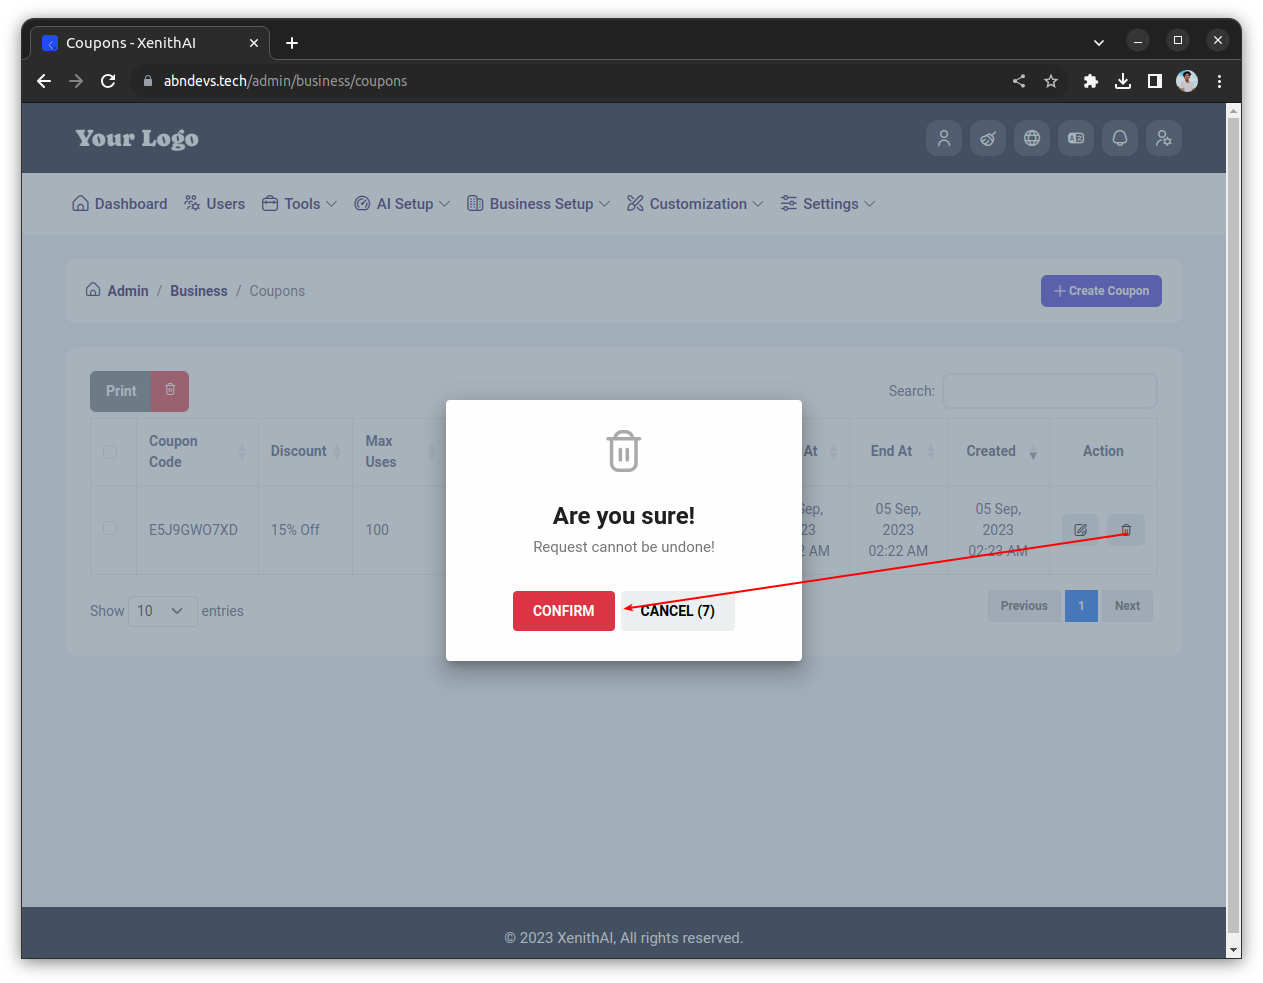 Coupons - XenithAI
abndevs.tech/admin/business/coupons
Your Logo
Dashboard Users Tools AI Setup Business Setup Customization Settings
Admin / Business / Coupons
Create Coupon
Print
Search:
Coupon Code
Discount
Max Uses
At
End At
Created
Action
E5J9GWO7XD
15% Off
100
05 Sep,
2023
02:22 AM
05 Sep,
2023
02:23 AM
Are you sure!
Request cannot be undone!
CONFIRM
CANCEL (7)
Show 10 entries
Previous 1 Next
© 2023 XenithAI, All rights reserved.